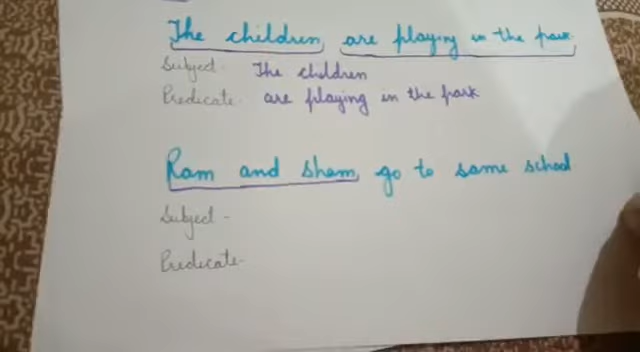 The children are playing in the park.
Subject- The children
Predicate- are playing in the park
Ram and Sham go to same school
Subject -
Predicate-